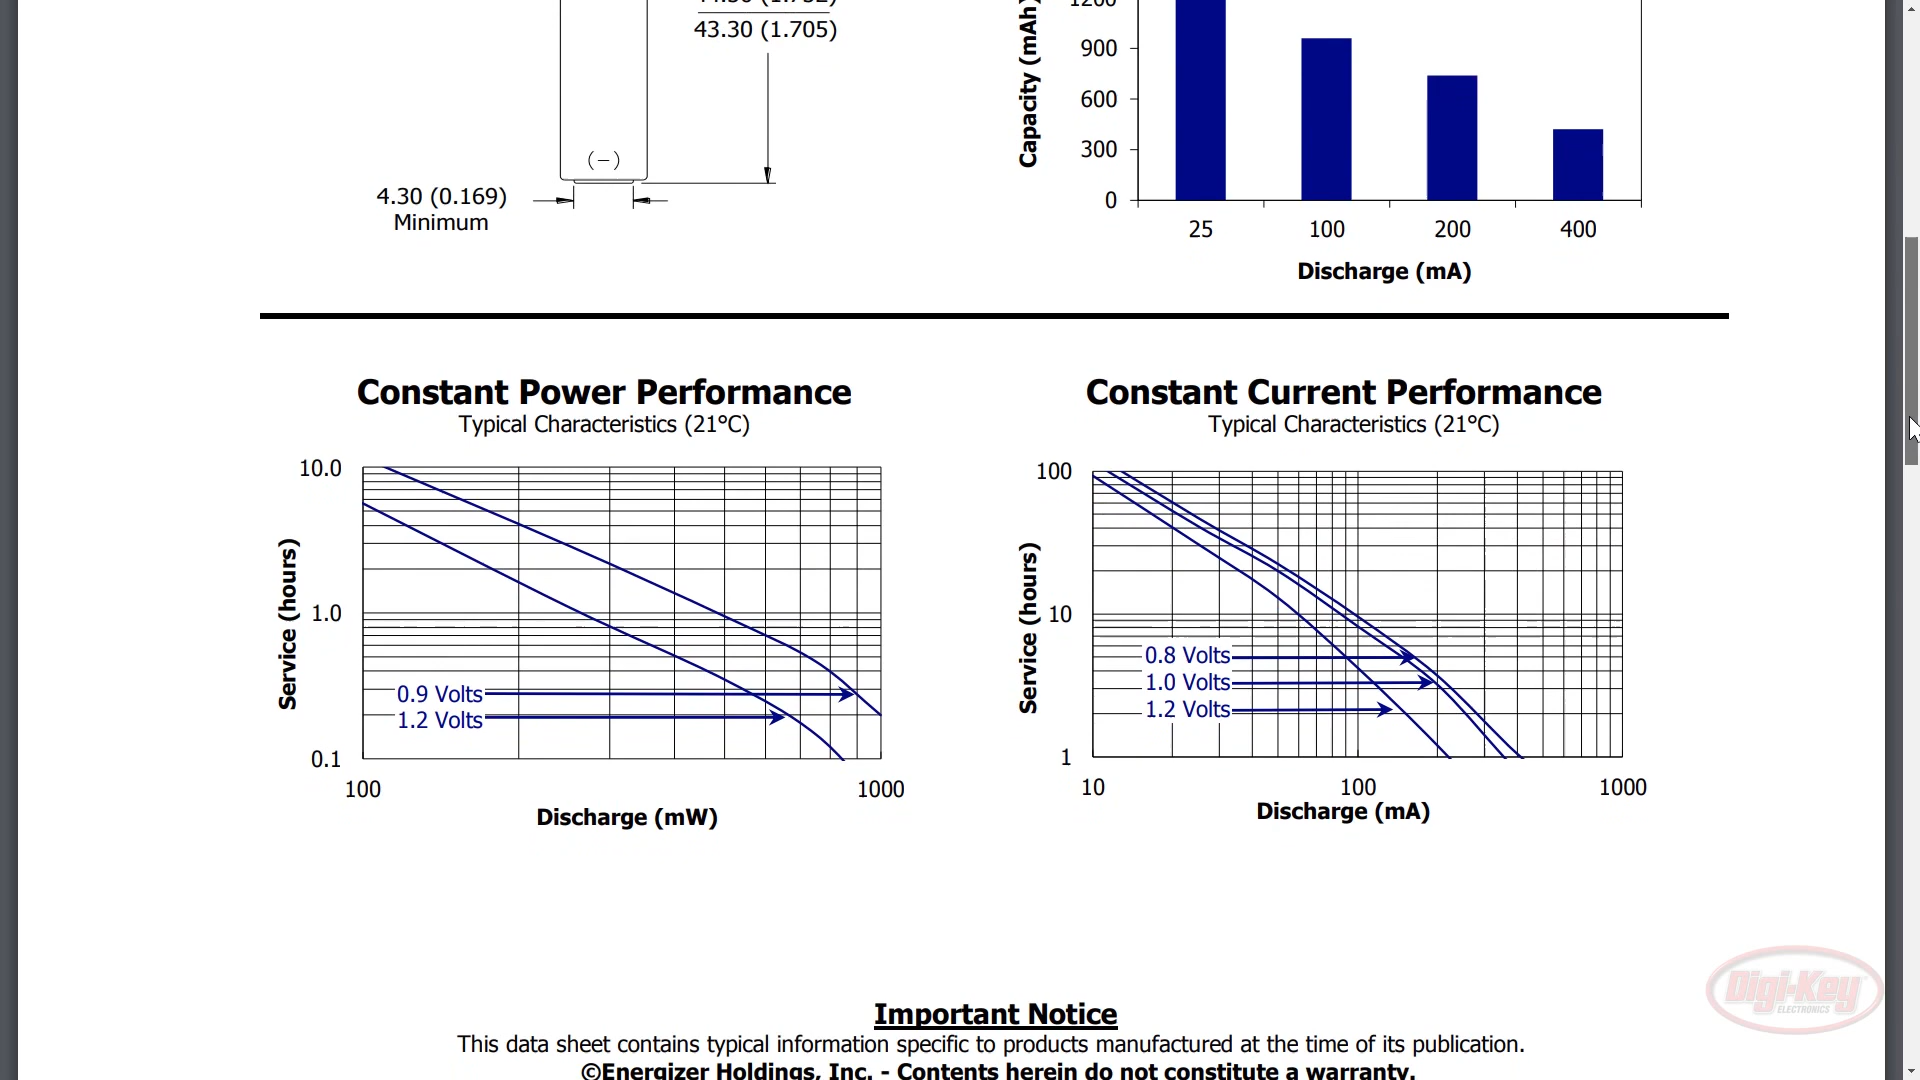 43.30 (1.705)
(–)
4.30 (0.169)
Minimum
Capacity (mAh)
1200
900
600
300
0
25 100 200 400
Discharge (mA)
Constant Power Performance
Typical Characteristics (21°C)
10.0
1.0
0.1
Service (hours)
0.9 Volts
1.2 Volts
100 1000
Discharge (mW)
Constant Current Performance
Typical Characteristics (21°C)
100
10
1
Service (hours)
0.8 Volts
1.0 Volts
1.2 Volts
10 100 1000
Discharge (mA)
Important Notice
This data sheet contains typical information specific to products manufactured at the time of its publication.
©Energizer Holdings, Inc. - Contents herein do not constitute a warranty.
Digi-Key
ELECTRONICS